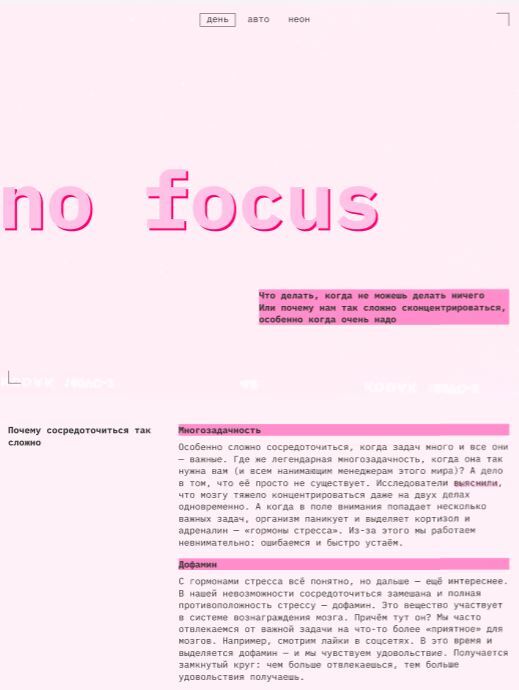 день авто неон
no focus
Что делать, когда не можешь делать ничего
Или почему нам так сложно сконцентрироваться,
особенно когда очень надо
Почему сосредоточиться так
сложно
Многозадачность
Особенно сложно сосредоточиться, когда задач много и все они
— важные. Где же легендарная многозадачность, когда она так
нужна вам (и всем нанимающим менеджерам этого мира)? А дело
в том, что её просто не существует. Исследователи выяснили,
что мозгу тяжело концентрироваться даже на двух делах
одновременно. А когда в поле внимания попадает несколько
важных задач, организм паникует и выделяет кортизол и
адреналин — «гормоны стресса». Из-за этого мы работаем
невнимательно: ошибаемся и быстро устаём.
Дофамин
С гормонами стресса всё понятно, но дальше — ещё интереснее.
В нашей невозможности сосредоточиться замешана и полная
противоположность стрессу — дофамин. Это вещество участвует
в системе вознаграждения мозга. Причём тут он? Мы часто
отвлекаемся от важной задачи на что-то более «приятное» для
мозгов. Например, смотрим лайки в соцсетях. В это время и
выделяется дофамин — и мы чувствуем удовольствие. Получается
замкнутый круг: чем больше отвлекаешься, тем больше
удовольствия получаешь.